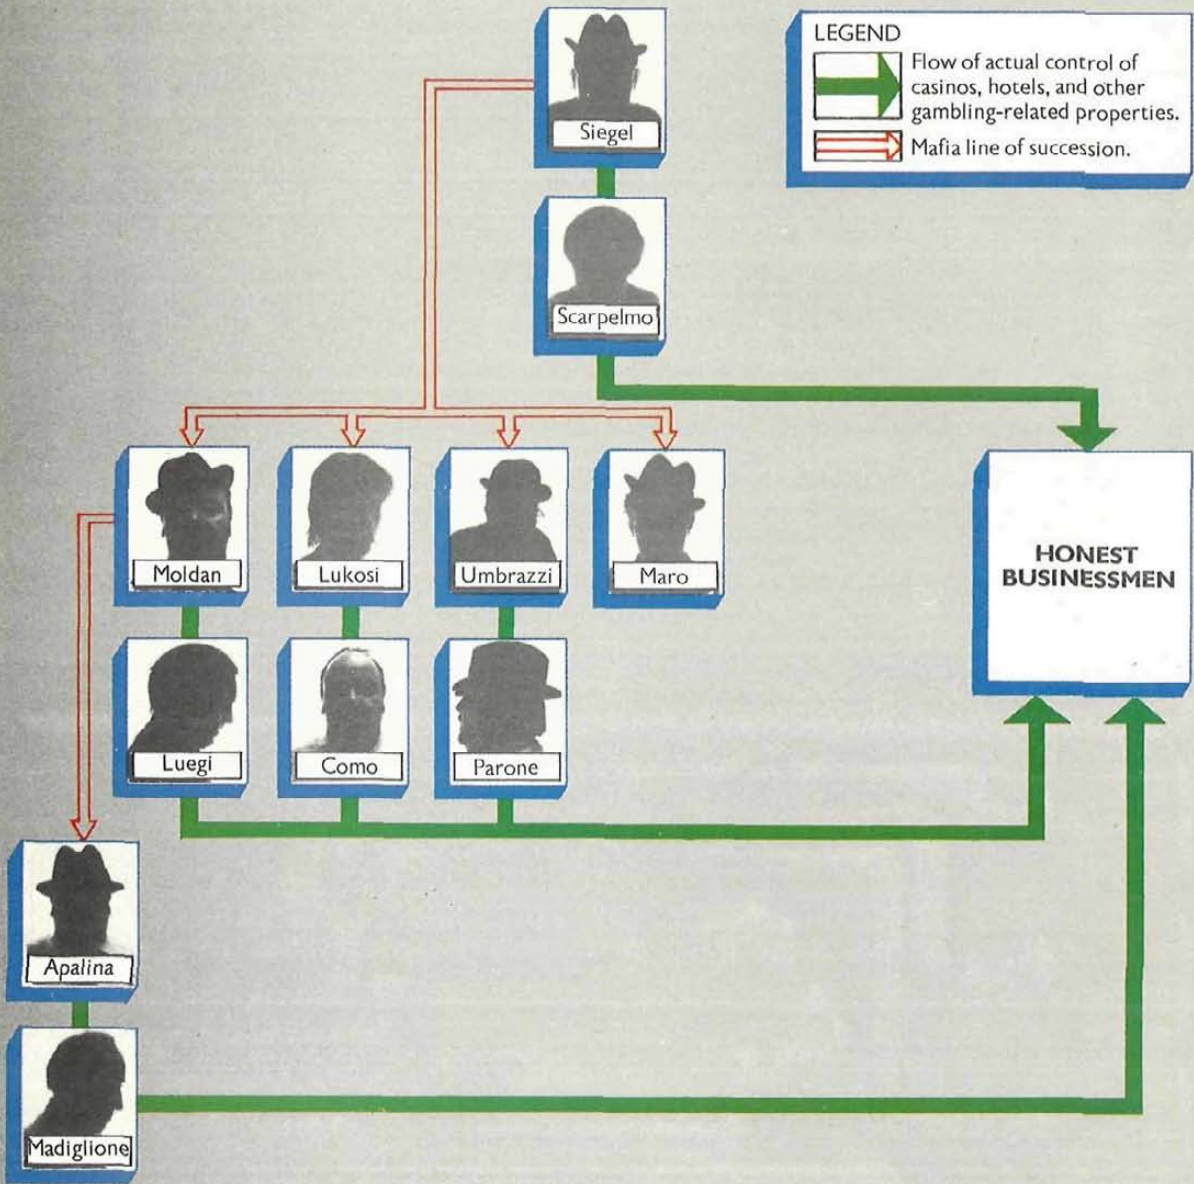 LEGEND
Flow of actual control of
casinos, hotels, and other
gambling-related properties.
Mafia line of succession.
Siegel
Scarpelmo
Moldan
Lukosi
Umbrazzi
Maro
HONEST
BUSINESSMEN
Luegi
Como
Parone
Apalina
Madiglione